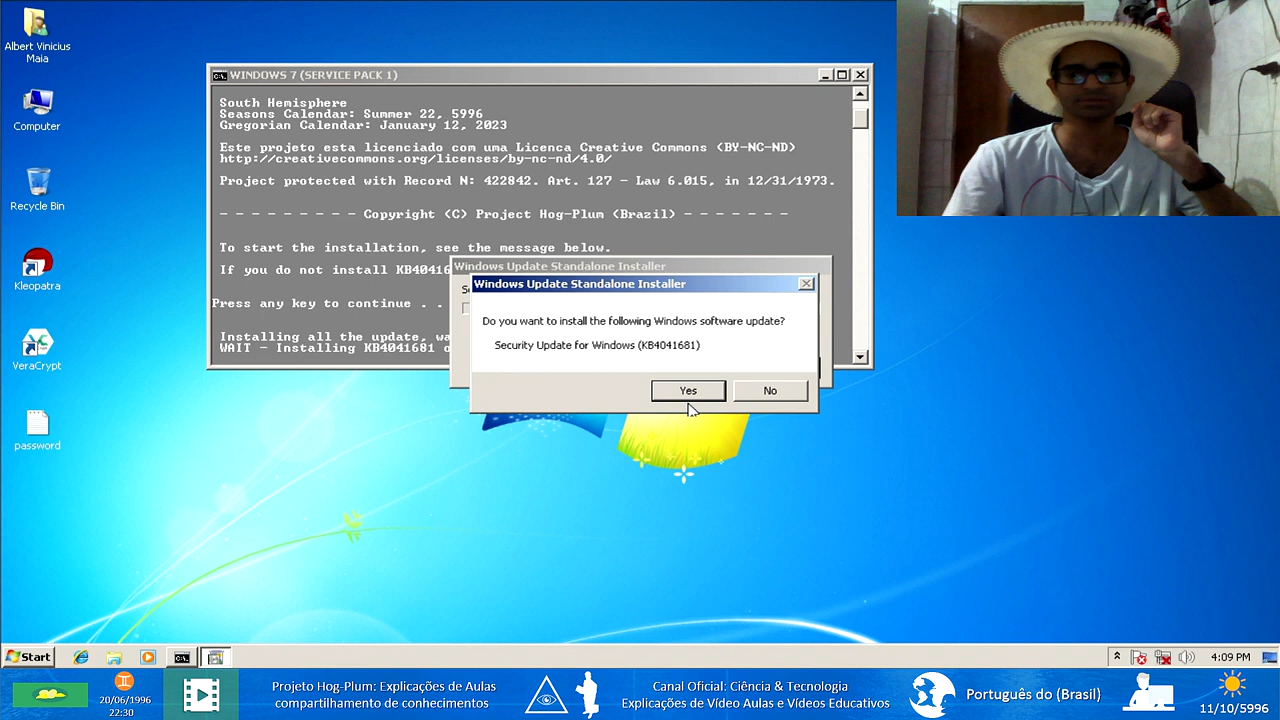 Albert Vinicius
Maia
Computer
Recycle Bin
Kleopatra
VeraCrypt
password
C:\. WINDOWS 7 (SERVICE PACK 1)
South Hemisphere
Seasons Calendar: Summer 22, 5996
Gregorian Calendar: January 12, 2023
Este projeto esta licenciado com uma Licenca Creative Commons (BY-NC-ND)
http://creativecommons.org/licenses/by-nc-nd/4.0/
Project protected with Record N: 422842. Art. 127 - Law 6.015, in 12/31/1973.
- - - - - - - - - Copyright (C) Project Hog-Plum (Brazil) - - - - - - -
To start the installation, see the message below.
If you do not install KB40416
Press any key to continue . .
Installing all the update, wa
WAIT - Installing KB4041681 o
Windows Update Standalone Installer
Windows Update Standalone Installer
Do you want to install the following Windows software update?
Security Update for Windows (KB4041681)
Yes
No
Start
4:09 PM
20/06/1996
22:30
Projeto Hog-Plum: Explicações de Aulas
compartilhamento de conhecimentos
Canal Oficial: Ciência & Tecnologia
Explicações de Vídeo Aulas e Vídeos Educativos
Português do (Brasil)
11/10/5996